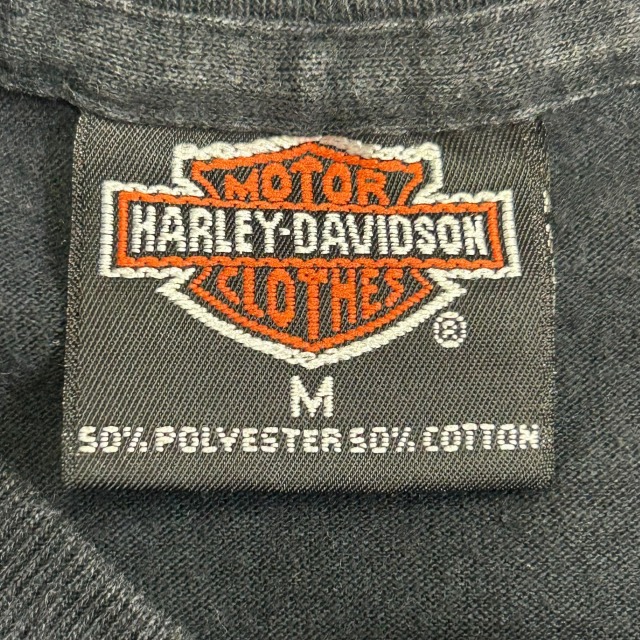 MOTOR
HARLEY-DAVIDSON
CLOTHES
®
M
50% POLYESTER 50% COTTON